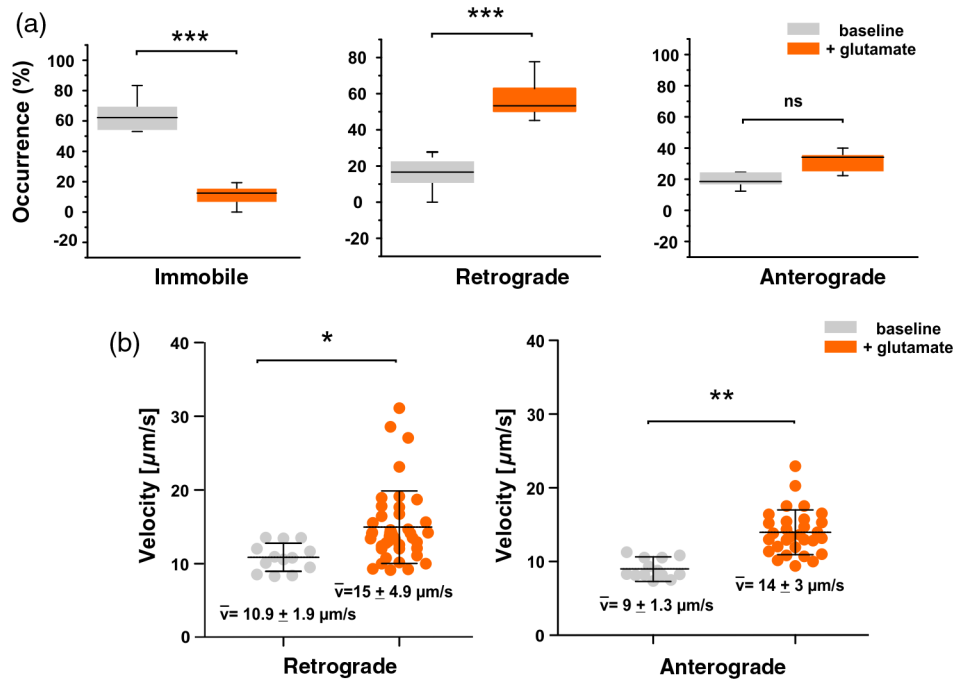 (a)
baseline
+ glutamate
Occurrence (%)
***
100
80
60
40
20
0
-20
Immobile
***
80
60
40
20
0
-20
Retrograde
ns
100
80
60
40
20
0
-20
Anterograde
(b)
Velocity [µm/s]
40
30
20
10
0
*
v̅=15 ± 4.9 µm/s
v̅= 10.9 ± 1.9 µm/s
Retrograde
baseline
+ glutamate
Velocity [µm/s]
40
30
20
10
0
**
v̅= 14 ± 3 µm/s
v̅= 9 ± 1.3 µm/s
Anterograde